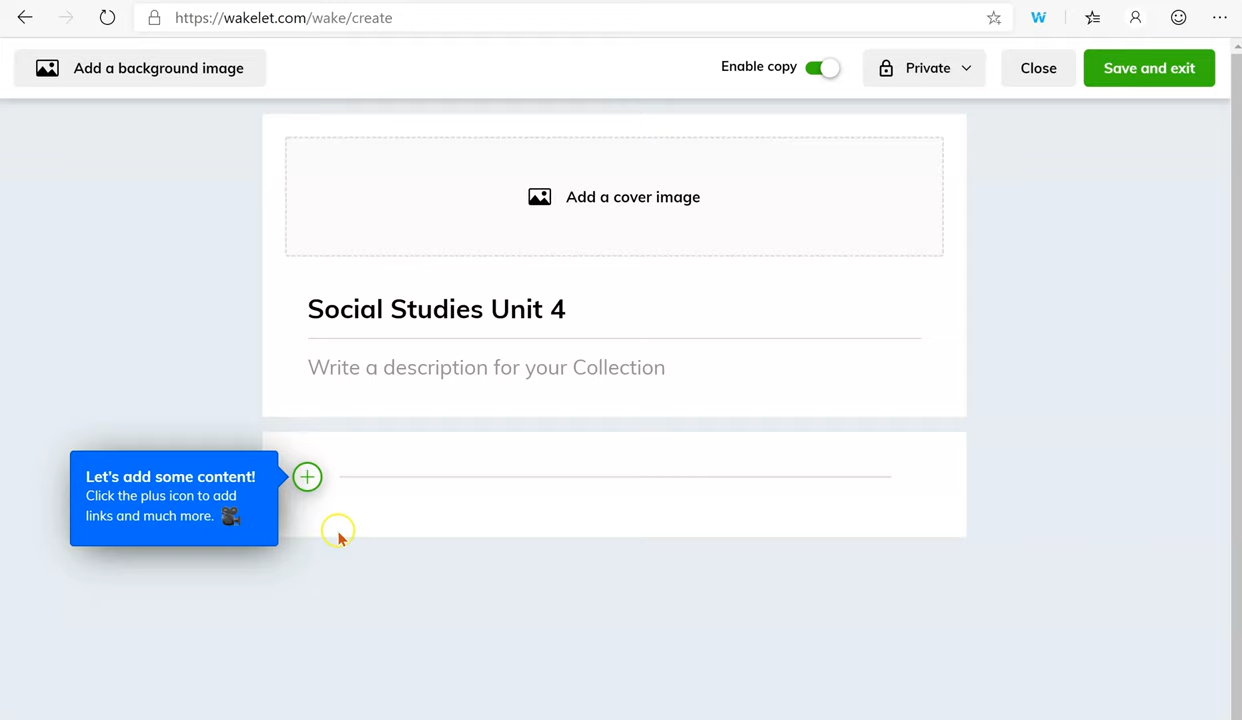 https://wakelet.com/wake/create
W
Add a background image
Enable copy
Private
Close
Save and exit
Add a cover image
Social Studies Unit 4
Write a description for your Collection
Let's add some content!
Click the plus icon to add
links and much more.